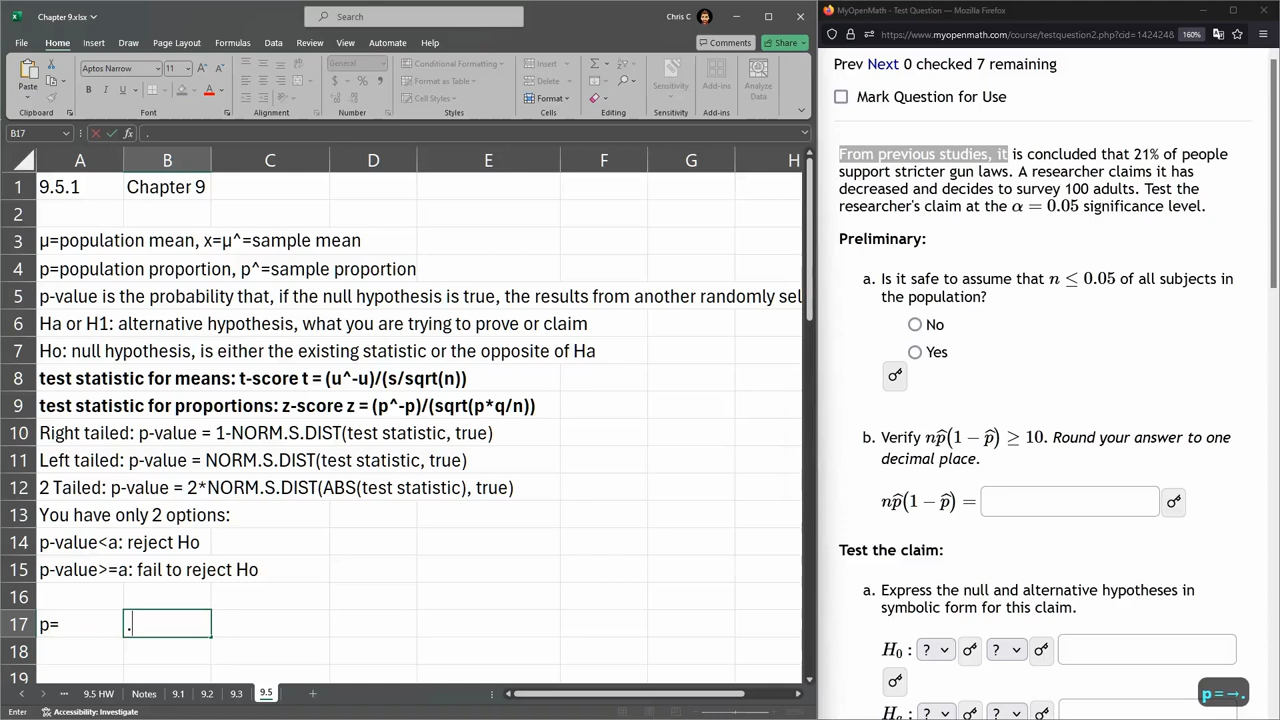 Chapter 9.xlsx
Search
Chris C
File Home Insert Draw Page Layout Formulas Data Review View Automate Help
Comments Share
Paste
Clipboard
Aptos Narrow 11
B I U
Font
Alignment
General
$ % ,
Number
Conditional Formatting
Format as Table
Cell Styles
Styles
Insert
Delete
Format
Cells
Editing
Sensitivity
Sensitivity
Add-ins
Add-ins
Analyze Data
B17 fx .
A B C D E F G H
1 9.5.1 Chapter 9
2
3 µ=population mean, x=µ^=sample mean
4 p=population proportion, p^=sample proportion
5 p-value is the probability that, if the null hypothesis is true, the results from another randomly sel
6 Ha or H1: alternative hypothesis, what you are trying to prove or claim
7 Ho: null hypothesis, is either the existing statistic or the opposite of Ha
8 test statistic for means: t-score t = (u^-u)/(s/sqrt(n))
9 test statistic for proportions: z-score z = (p^-p)/(sqrt(p*q/n))
10 Right tailed: p-value = 1-NORM.S.DIST(test statistic, true)
11 Left tailed: p-value = NORM.S.DIST(test statistic, true)
12 2 Tailed: p-value = 2*NORM.S.DIST(ABS(test statistic), true)
13 You have only 2 options:
14 p-value<a: reject Ho
15 p-value>=a: fail to reject Ho
16
17 p= .
18
19
9.5 HW Notes 9.1 9.2 9.3 9.5
Enter Accessibility: Investigate
MyOpenMath - Test Question — Mozilla Firefox
https://www.myopenmath.com/course/testquestion2.php?cid=1424248 160%
Prev Next 0 checked 7 remaining
Mark Question for Use
From previous studies, it is concluded that 21% of people
support stricter gun laws. A researcher claims it has
decreased and decides to survey 100 adults. Test the
researcher's claim at the α = 0.05 significance level.
Preliminary:
a. Is it safe to assume that n ≤ 0.05 of all subjects in
the population?
No
Yes
b. Verify np̂(1 − p̂) ≥ 10. Round your answer to one
decimal place.
np̂(1 − p̂) =
Test the claim:
a. Express the null and alternative hypotheses in
symbolic form for this claim.
H₀ : ? ?
Hₐ : ? ?
p = → .